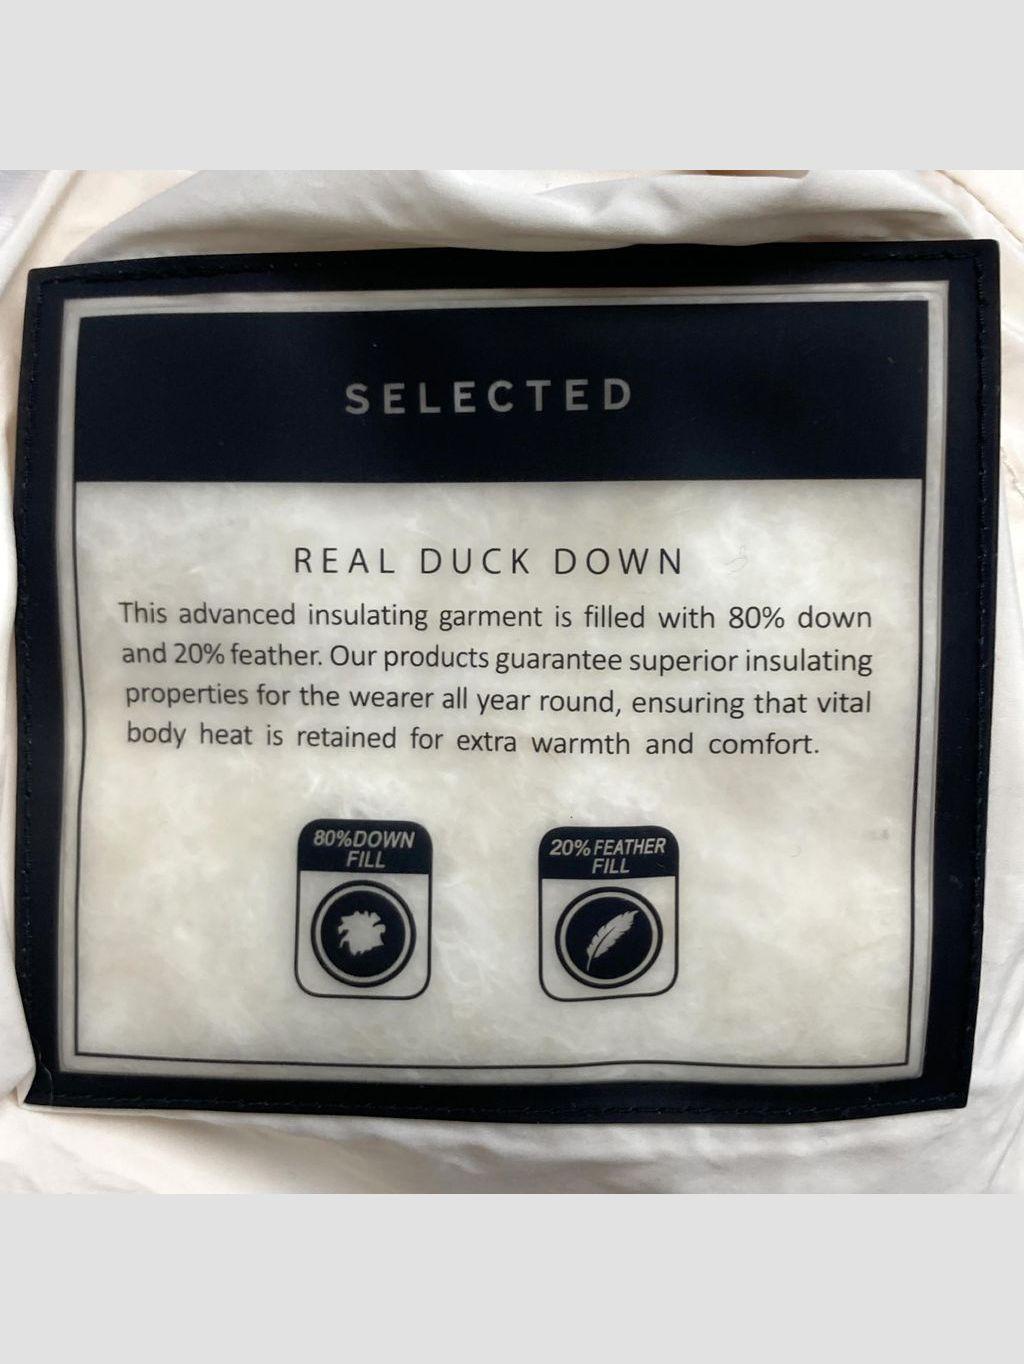 SELECTED
REAL DUCK DOWN
This advanced insulating garment is filled with 80% down
and 20% feather. Our products guarantee superior insulating
properties for the wearer all year round, ensuring that vital
body heat is retained for extra warmth and comfort.
80%DOWN
FILL
20% FEATHER
FILL